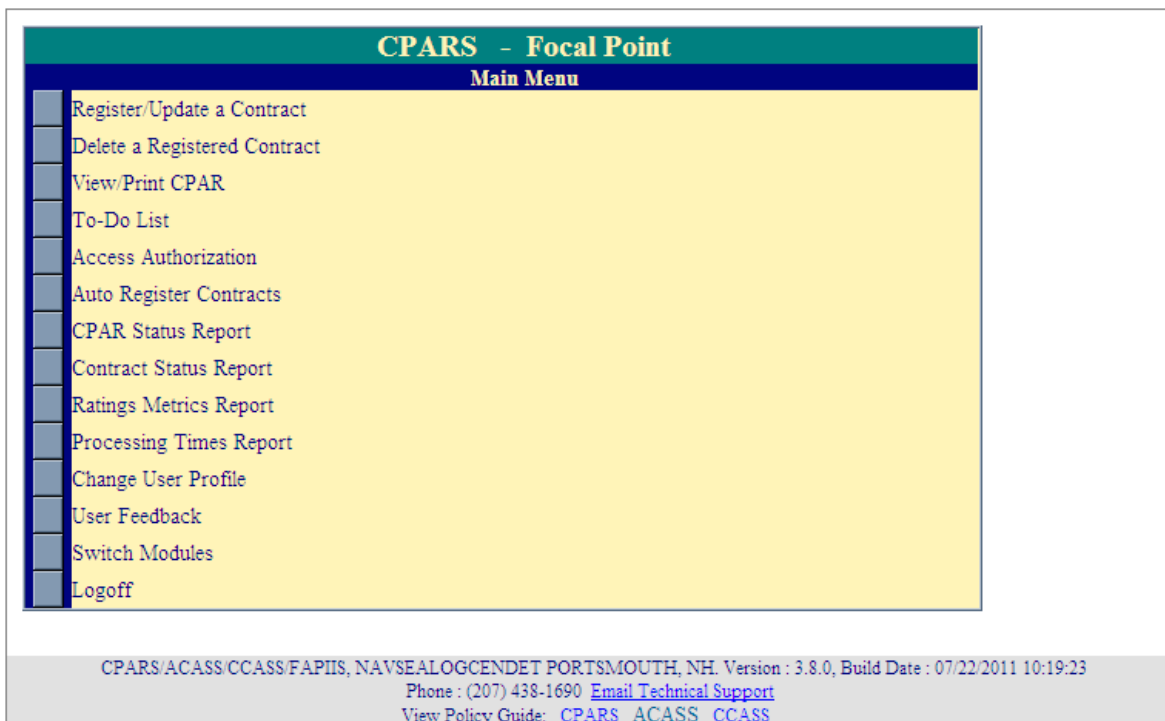 CPARS - Focal Point
Main Menu
Register/Update a Contract
Delete a Registered Contract
View/Print CPAR
To-Do List
Access Authorization
Auto Register Contracts
CPAR Status Report
Contract Status Report
Ratings Metrics Report
Processing Times Report
Change User Profile
User Feedback
Switch Modules
Logoff
CPARS/ACASS/CCASS/FAPIIS, NAVSEALOGCENDET PORTSMOUTH, NH. Version : 3.8.0, Build Date : 07/22/2011 10:19:23
Phone : (207) 438-1690 Email Technical Support
View Policy Guide: CPARS ACASS CCASS